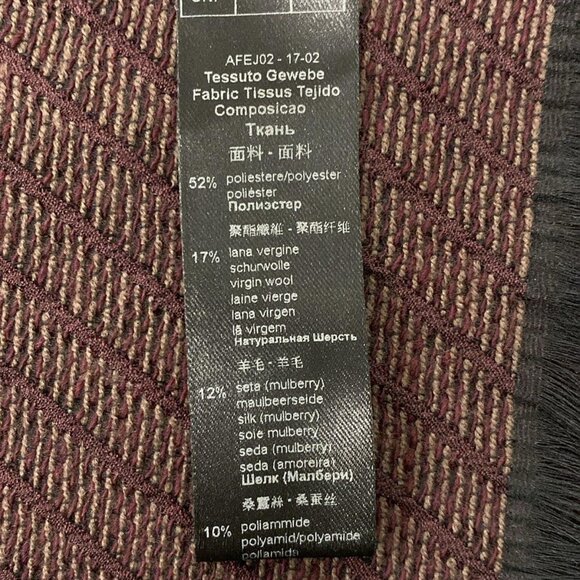 AFEJ02 - 17-02
Tessuto Gewebe
Fabric Tissus Tejido
Composicao
Ткань
面料 - 面料
52% poliestere/polyester
poliéster
Полиэстер
聚酯纖維 - 聚酯纤维
17% lana vergine
schurwolle
virgin wool
laine vierge
lana virgen
lã virgem
Натуральная Шерсть
羊毛 - 羊毛
12% seta (mulberry)
maulbeerseide
silk (mulberry)
soie mulberry
seda (mulberry)
seda (amoreira)
Шелк (Малбери)
桑蠶絲 - 桑蚕丝
10% poliammide
polyamid/polyamide
poliamida